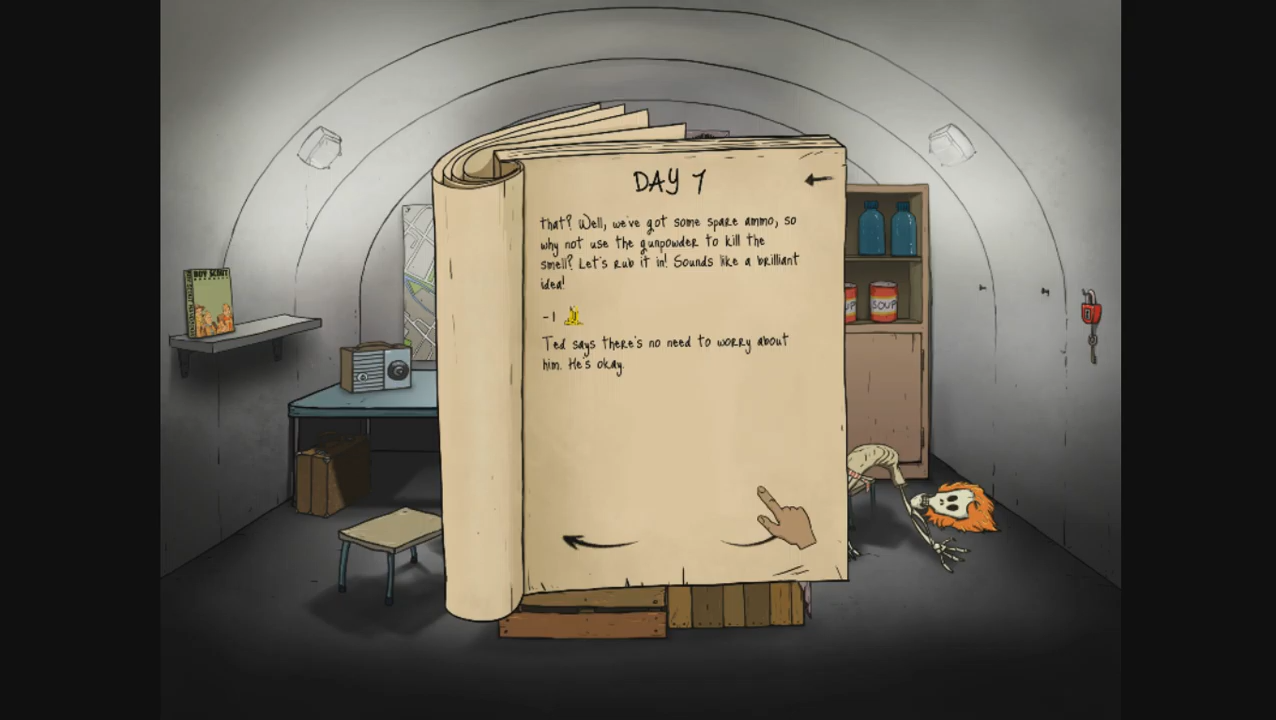 DAY 7
that? Well, we've got some spare ammo, so
why not use the gunpowder to kill the
smell? Let's rub it in! Sounds like a brilliant
idea!
-1
Ted says there's no need to worry about
him. He's okay.
BOY SCOUT
SOUP